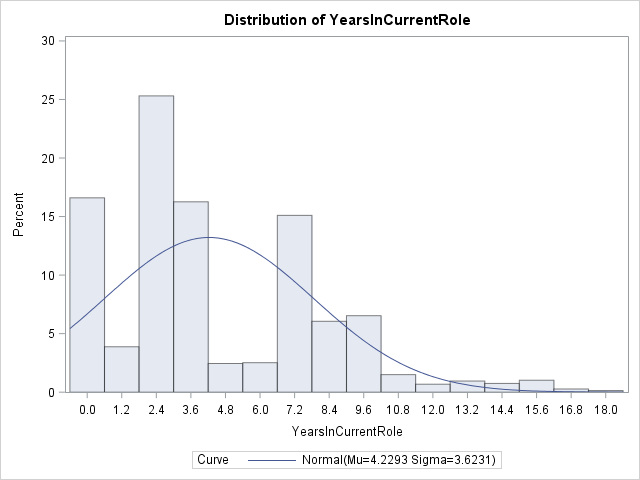 Distribution of YearsInCurrentRole
30
25
20
15
10
5
0
Percent
0.0 1.2 2.4 3.6 4.8 6.0 7.2 8.4 9.6 10.8 12.0 13.2 14.4 15.6 16.8 18.0
YearsInCurrentRole
Curve Normal(Mu=4.2293 Sigma=3.6231)